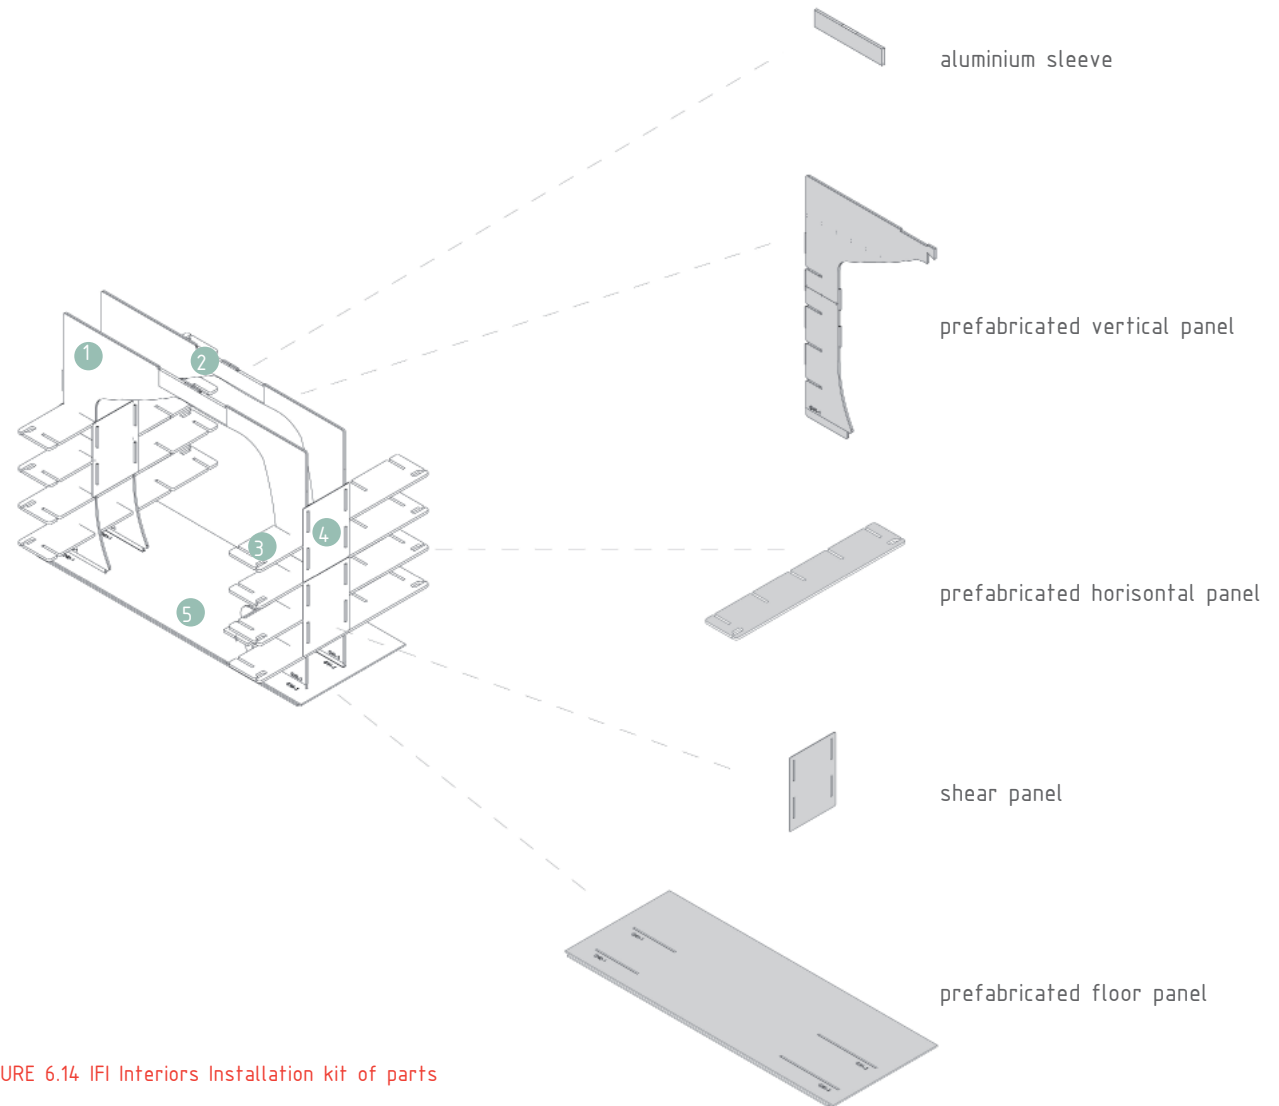 aluminium sleeve
prefabricated vertical panel
1
2
3
4
5
prefabricated horisontal panel
shear panel
prefabricated floor panel
URE 6.14 IFI Interiors Installation kit of parts